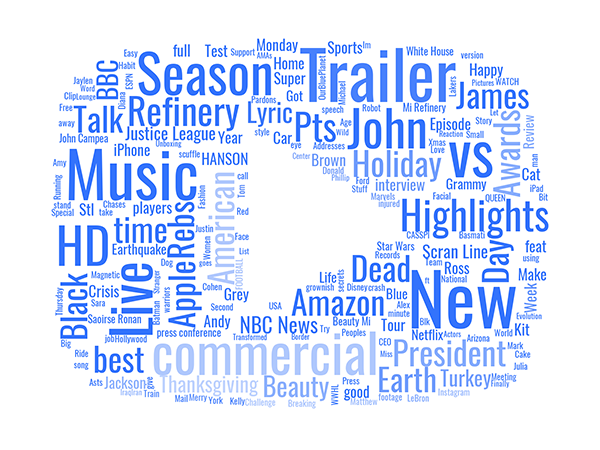 full
Test
Support
Monday
AMAs
Sports
Im
White House
version
Easy
Habit
ESPN
BBC
Season
Home
Super
Trailer
OurBluePlanet
Michael
Happy
Pictures
WATCH
Jaylen
Word
ClipLounge
Diana
Free
away
Talk
Refinery
Lyric
Got
Pardons
speech
Robot
Mi Refinery
Lakers
James
Let
Story
John Campea
Justice League
Year
style
Car
Pts
Age
Wild
John
Episode
Reaction
Small
Awards
Review
iPhone
Unboxing
scuffle
HANSON
eye
Addresses
Xmas
Love
vs
man
Amy
Music
call
Center
Brown
Donald
Phillip
Holiday
interview
Grammy
Cat
iPad
Bit
Running
stand
Special
Stl
Chases
take
players
Rebs
Fashion
American
Tom
Red
Ford
Stuff
Marvels
injured
Facial
QUEEN
Highlights
HD
time
Earthquake
Justin
Women
Face
List
CASSPI
Basmati
Star Wars
Records
Scran Line
Day
feat
using
Magnetic
Dog
goes
FOOTBALL
Apple
Live
Black
Thursday
Crisis
Sara
Saoirse Ronan
Batman
Stranger
warriors
Cohen
Grey
Second
Life
grownish
secrets
Disneycrash
Dead
Team
National
Ross
ft
Make
Week
Evolution
Andy
USA
Amazon
Blue
Alex
minute
New
press conference
NBC News
Try
Beauty Mi
Peoples
Tour
Blk
Netflix
Actors
Arizona
World
Kit
Big
jobHollywood
Ride
song
best
Transformed
Border
commercial
CEO
Miss
President
Mark
Cake
Julia
Asts
Jackson
IraqIran
give
Train
Thanksgiving
Beauty
Press
good
Earth
Turkey
Meeting
Finally
Mail
Merry
York
Kelly
Challenge
Breaking
WWHL
Matthew
footage
LeBron
Instagram